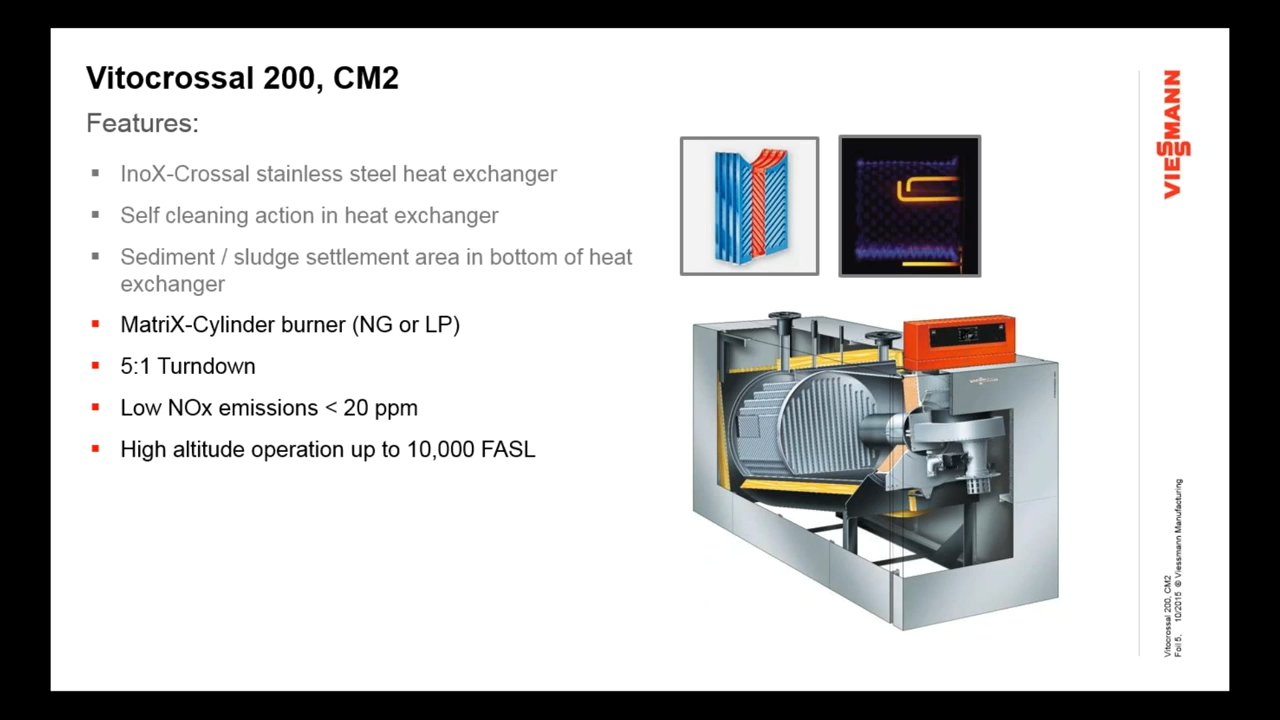 Vitocrossal 200, CM2
Features:
▪ InoX-Crossal stainless steel heat exchanger
▪ Self cleaning action in heat exchanger
▪ Sediment / sludge settlement area in bottom of heat
exchanger
▪ MatriX-Cylinder burner (NG or LP)
▪ 5:1 Turndown
▪ Low NOx emissions < 20 ppm
▪ High altitude operation up to 10,000 FASL
VIESSMANN
Vitocrossal 200, CM2
Foil 5, 10/2015 © Viessmann Manufacturing